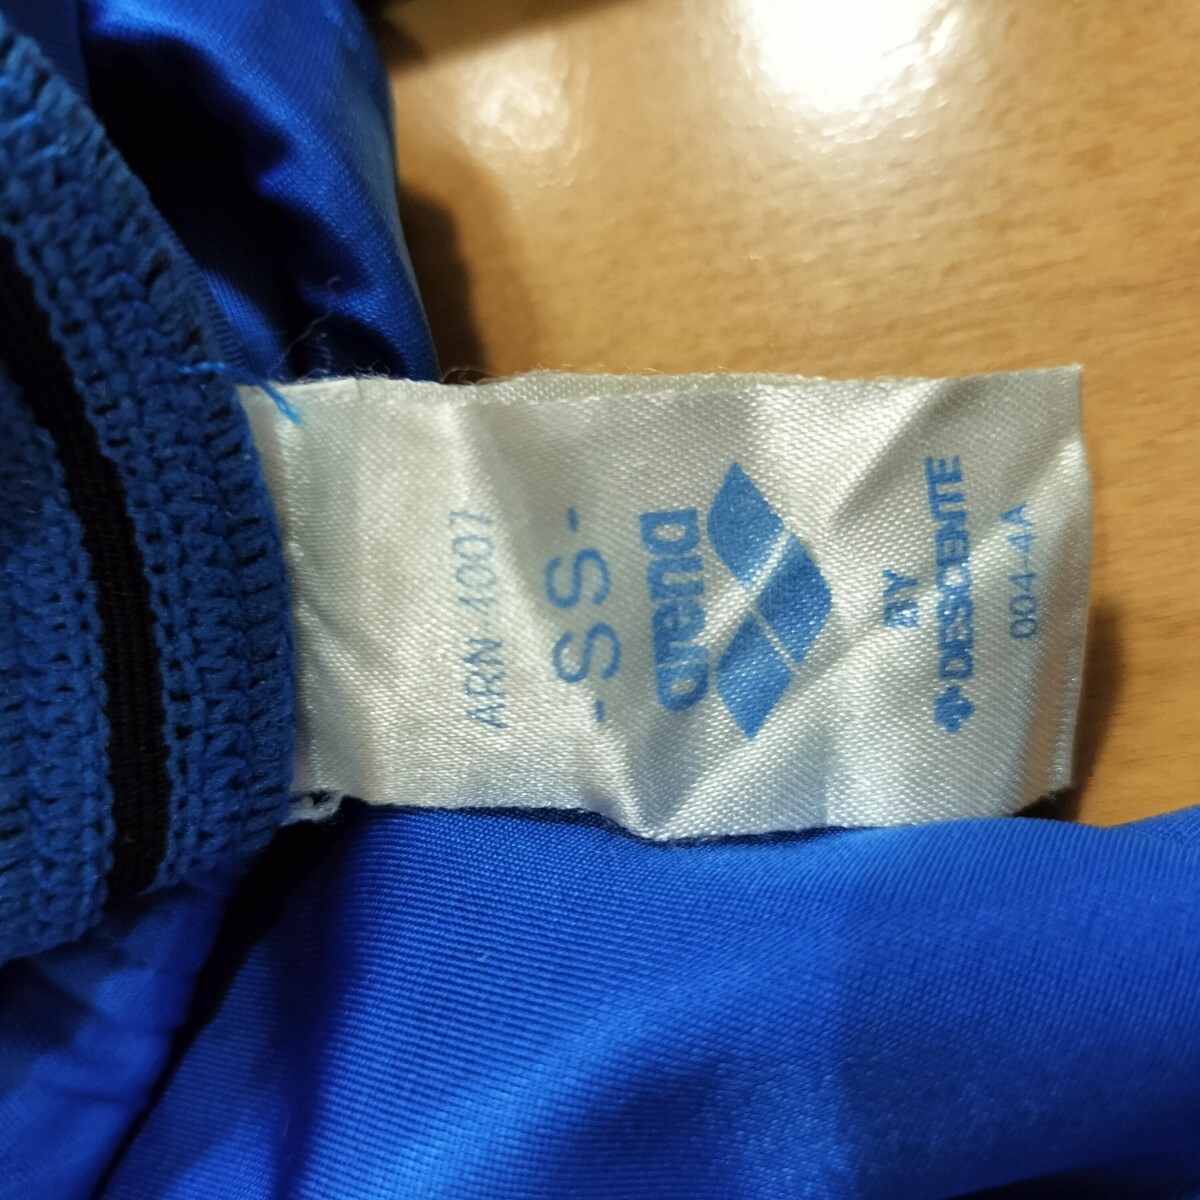 ARN-4007
-SS-
arena
BY
DESCENTE
004-4A